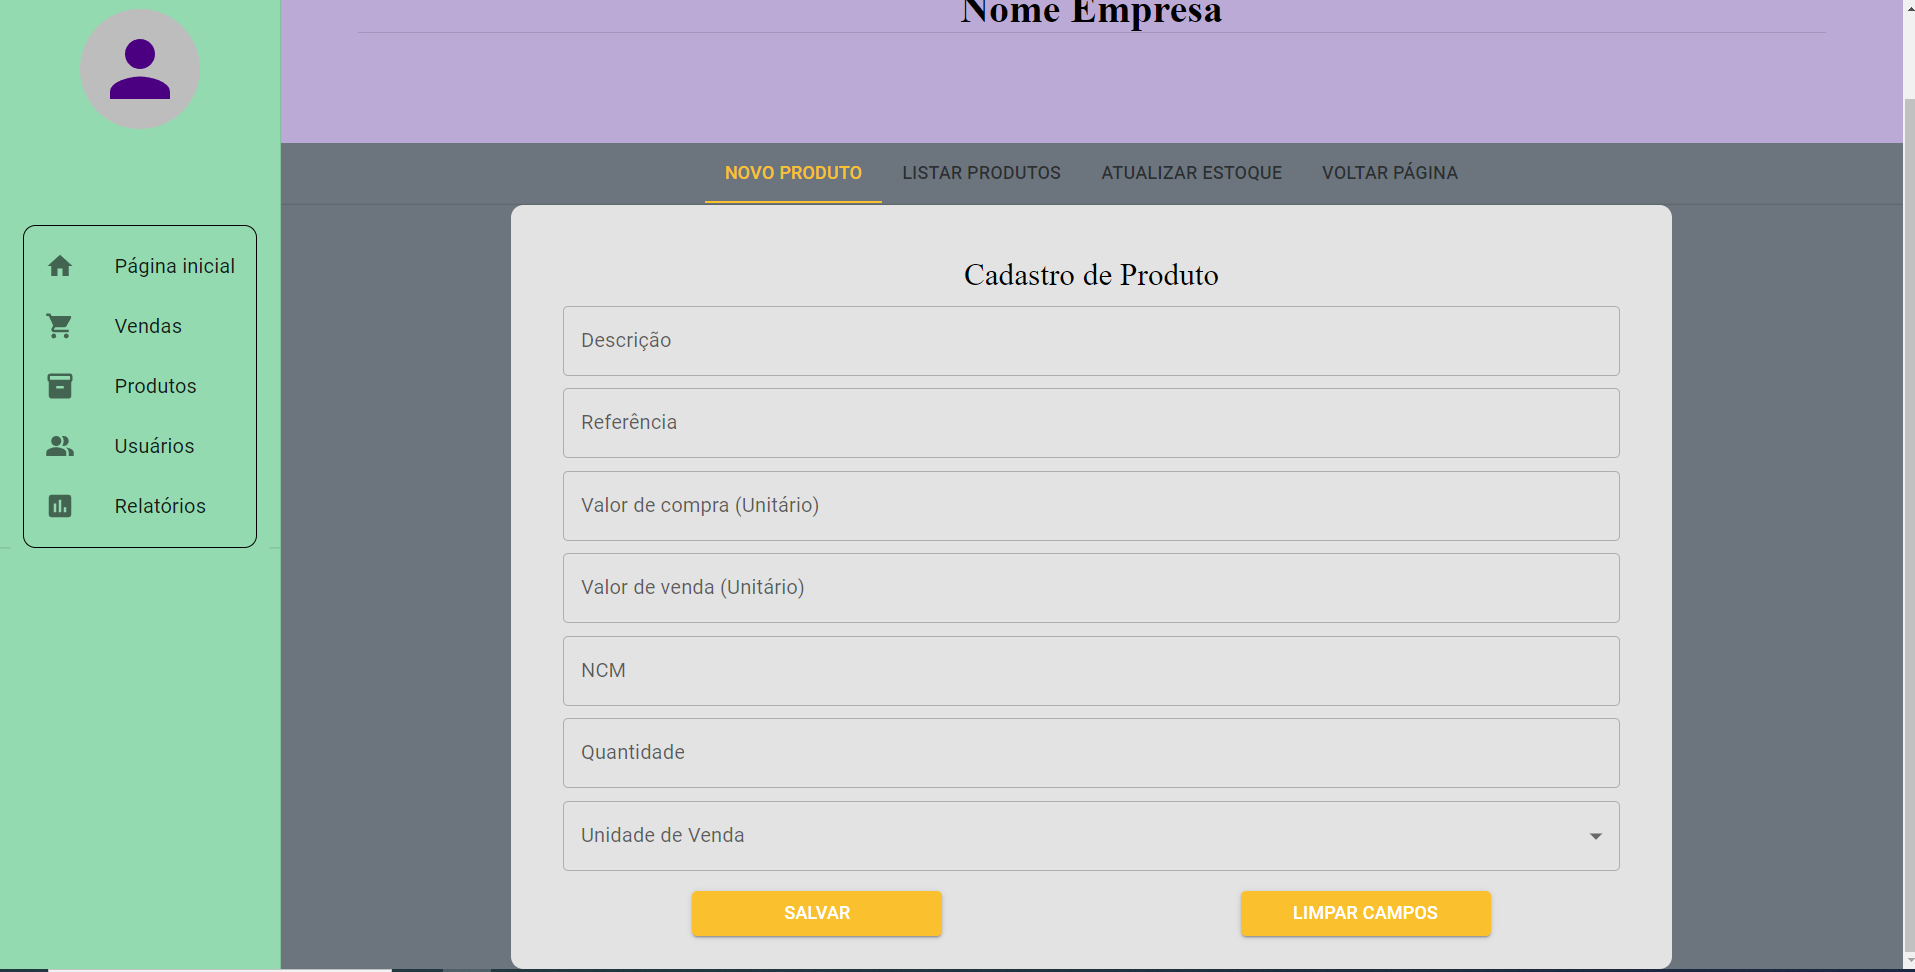 Nome Empresa
NOVO PRODUTO
LISTAR PRODUTOS
ATUALIZAR ESTOQUE
VOLTAR PÁGINA
Página inicial
Vendas
Produtos
Usuários
Relatórios
Cadastro de Produto
Descrição
Referência
Valor de compra (Unitário)
Valor de venda (Unitário)
NCM
Quantidade
Unidade de Venda
SALVAR
LIMPAR CAMPOS